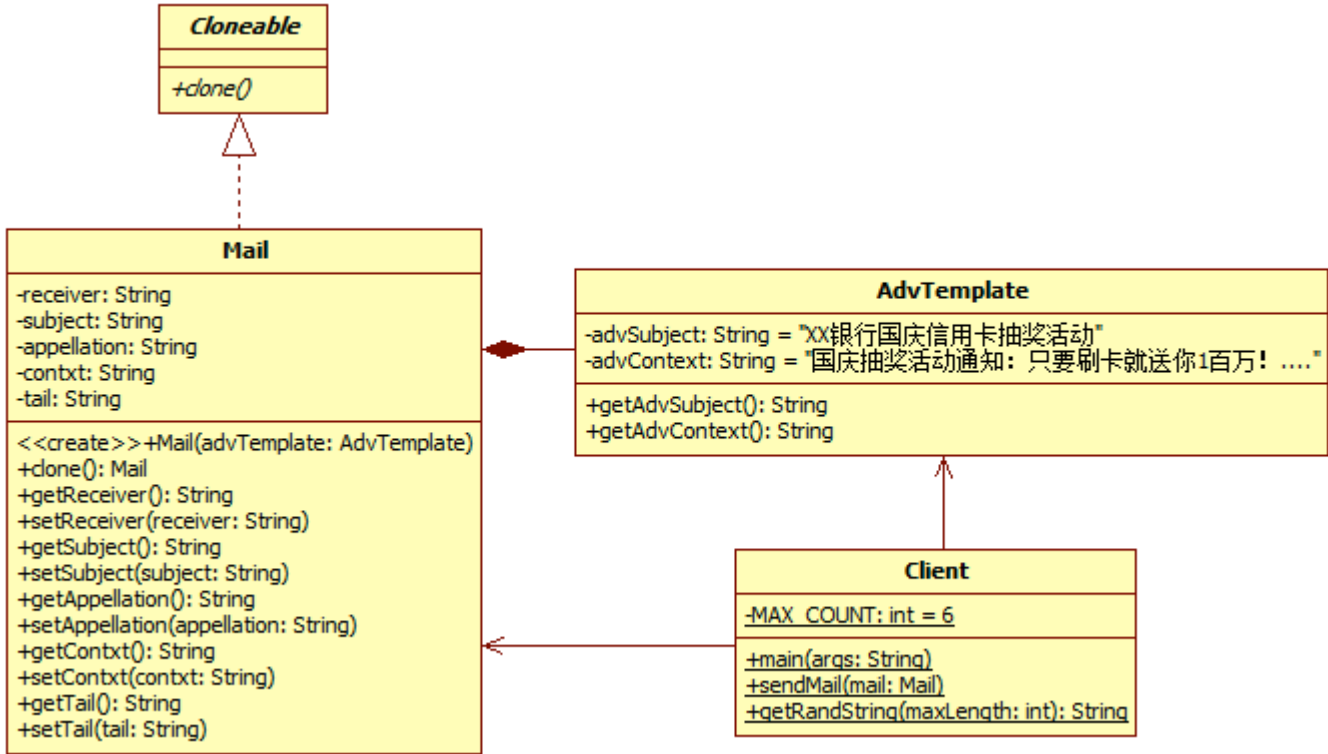 Cloneable
+clone()
Mail
-receiver: String
-subject: String
-appellation: String
-contxt: String
-tail: String
<<create>>+Mail(advTemplate: AdvTemplate)
+clone(): Mail
+getReceiver(): String
+setReceiver(receiver: String)
+getSubject(): String
+setSubject(subject: String)
+getAppellation(): String
+setAppellation(appellation: String)
+getContxt(): String
+setContxt(contxt: String)
+getTail(): String
+setTail(tail: String)
AdvTemplate
-advSubject: String = "XX银行国庆信用卡抽奖活动"
-advContext: String = "国庆抽奖活动通知：只要刷卡就送你1百万！...."
+getAdvSubject(): String
+getAdvContext(): String
Client
-MAX_COUNT: int = 6
+main(args: String)
+sendMail(mail: Mail)
+getRandString(maxLength: int): String